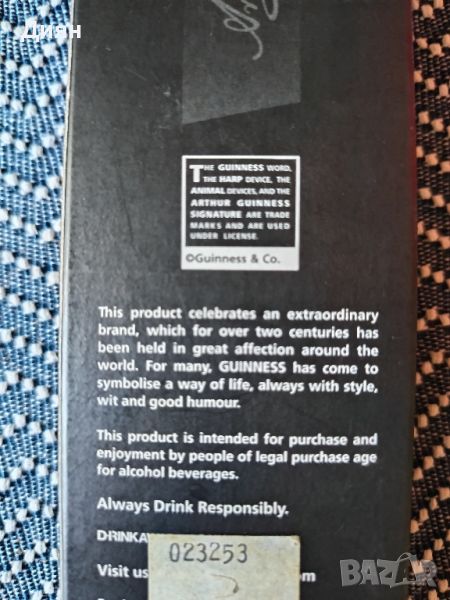 Диян
THE GUINNESS WORD,
THE HARP DEVICE, THE
ANIMAL DEVICES, AND THE
ARTHUR GUINNESS
SIGNATURE ARE TRADE
MARKS AND ARE USED
UNDER LICENSE.
©Guinness & Co.
This product celebrates an extraordinary
brand, which for over two centuries has
been held in great affection around the
world. For many, GUINNESS has come to
symbolise a way of life, always with style,
wit and good humour.
This product is intended for purchase and
enjoyment by people of legal purchase age
for alcohol beverages.
Always Drink Responsibly.
023253
Visit us
bazar